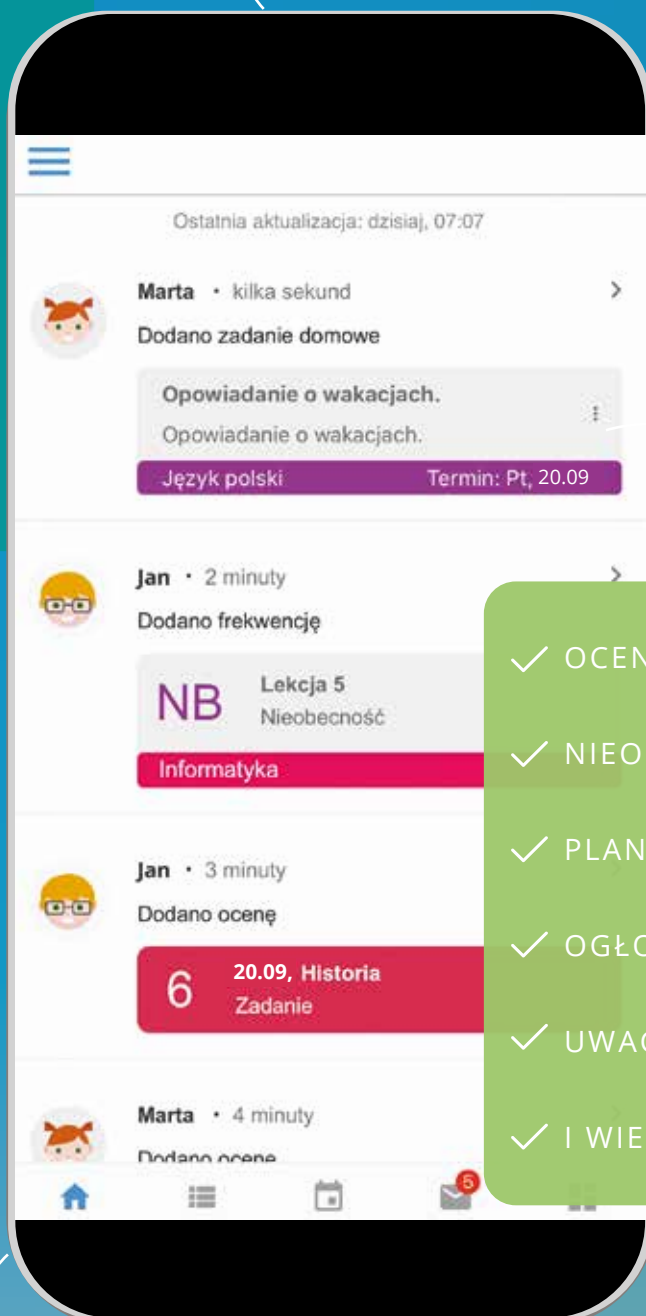 Ostatnia aktualizacja: dzisiaj, 07:07
Marta • kilka sekund
Dodano zadanie domowe
Opowiadanie o wakacjach.
Opowiadanie o wakacjach.
Język polski Termin: Pt, 20.09
Jan • 2 minuty
Dodano frekwencję
NB Lekcja 5
Nieobecność
Informatyka
Jan • 3 minuty
Dodano ocenę
6 20.09, Historia
Zadanie
Marta • 4 minuty
Dodano ocenę
5
OCEN
NIEO
PLAN
OGŁO
UWAG
I WIE